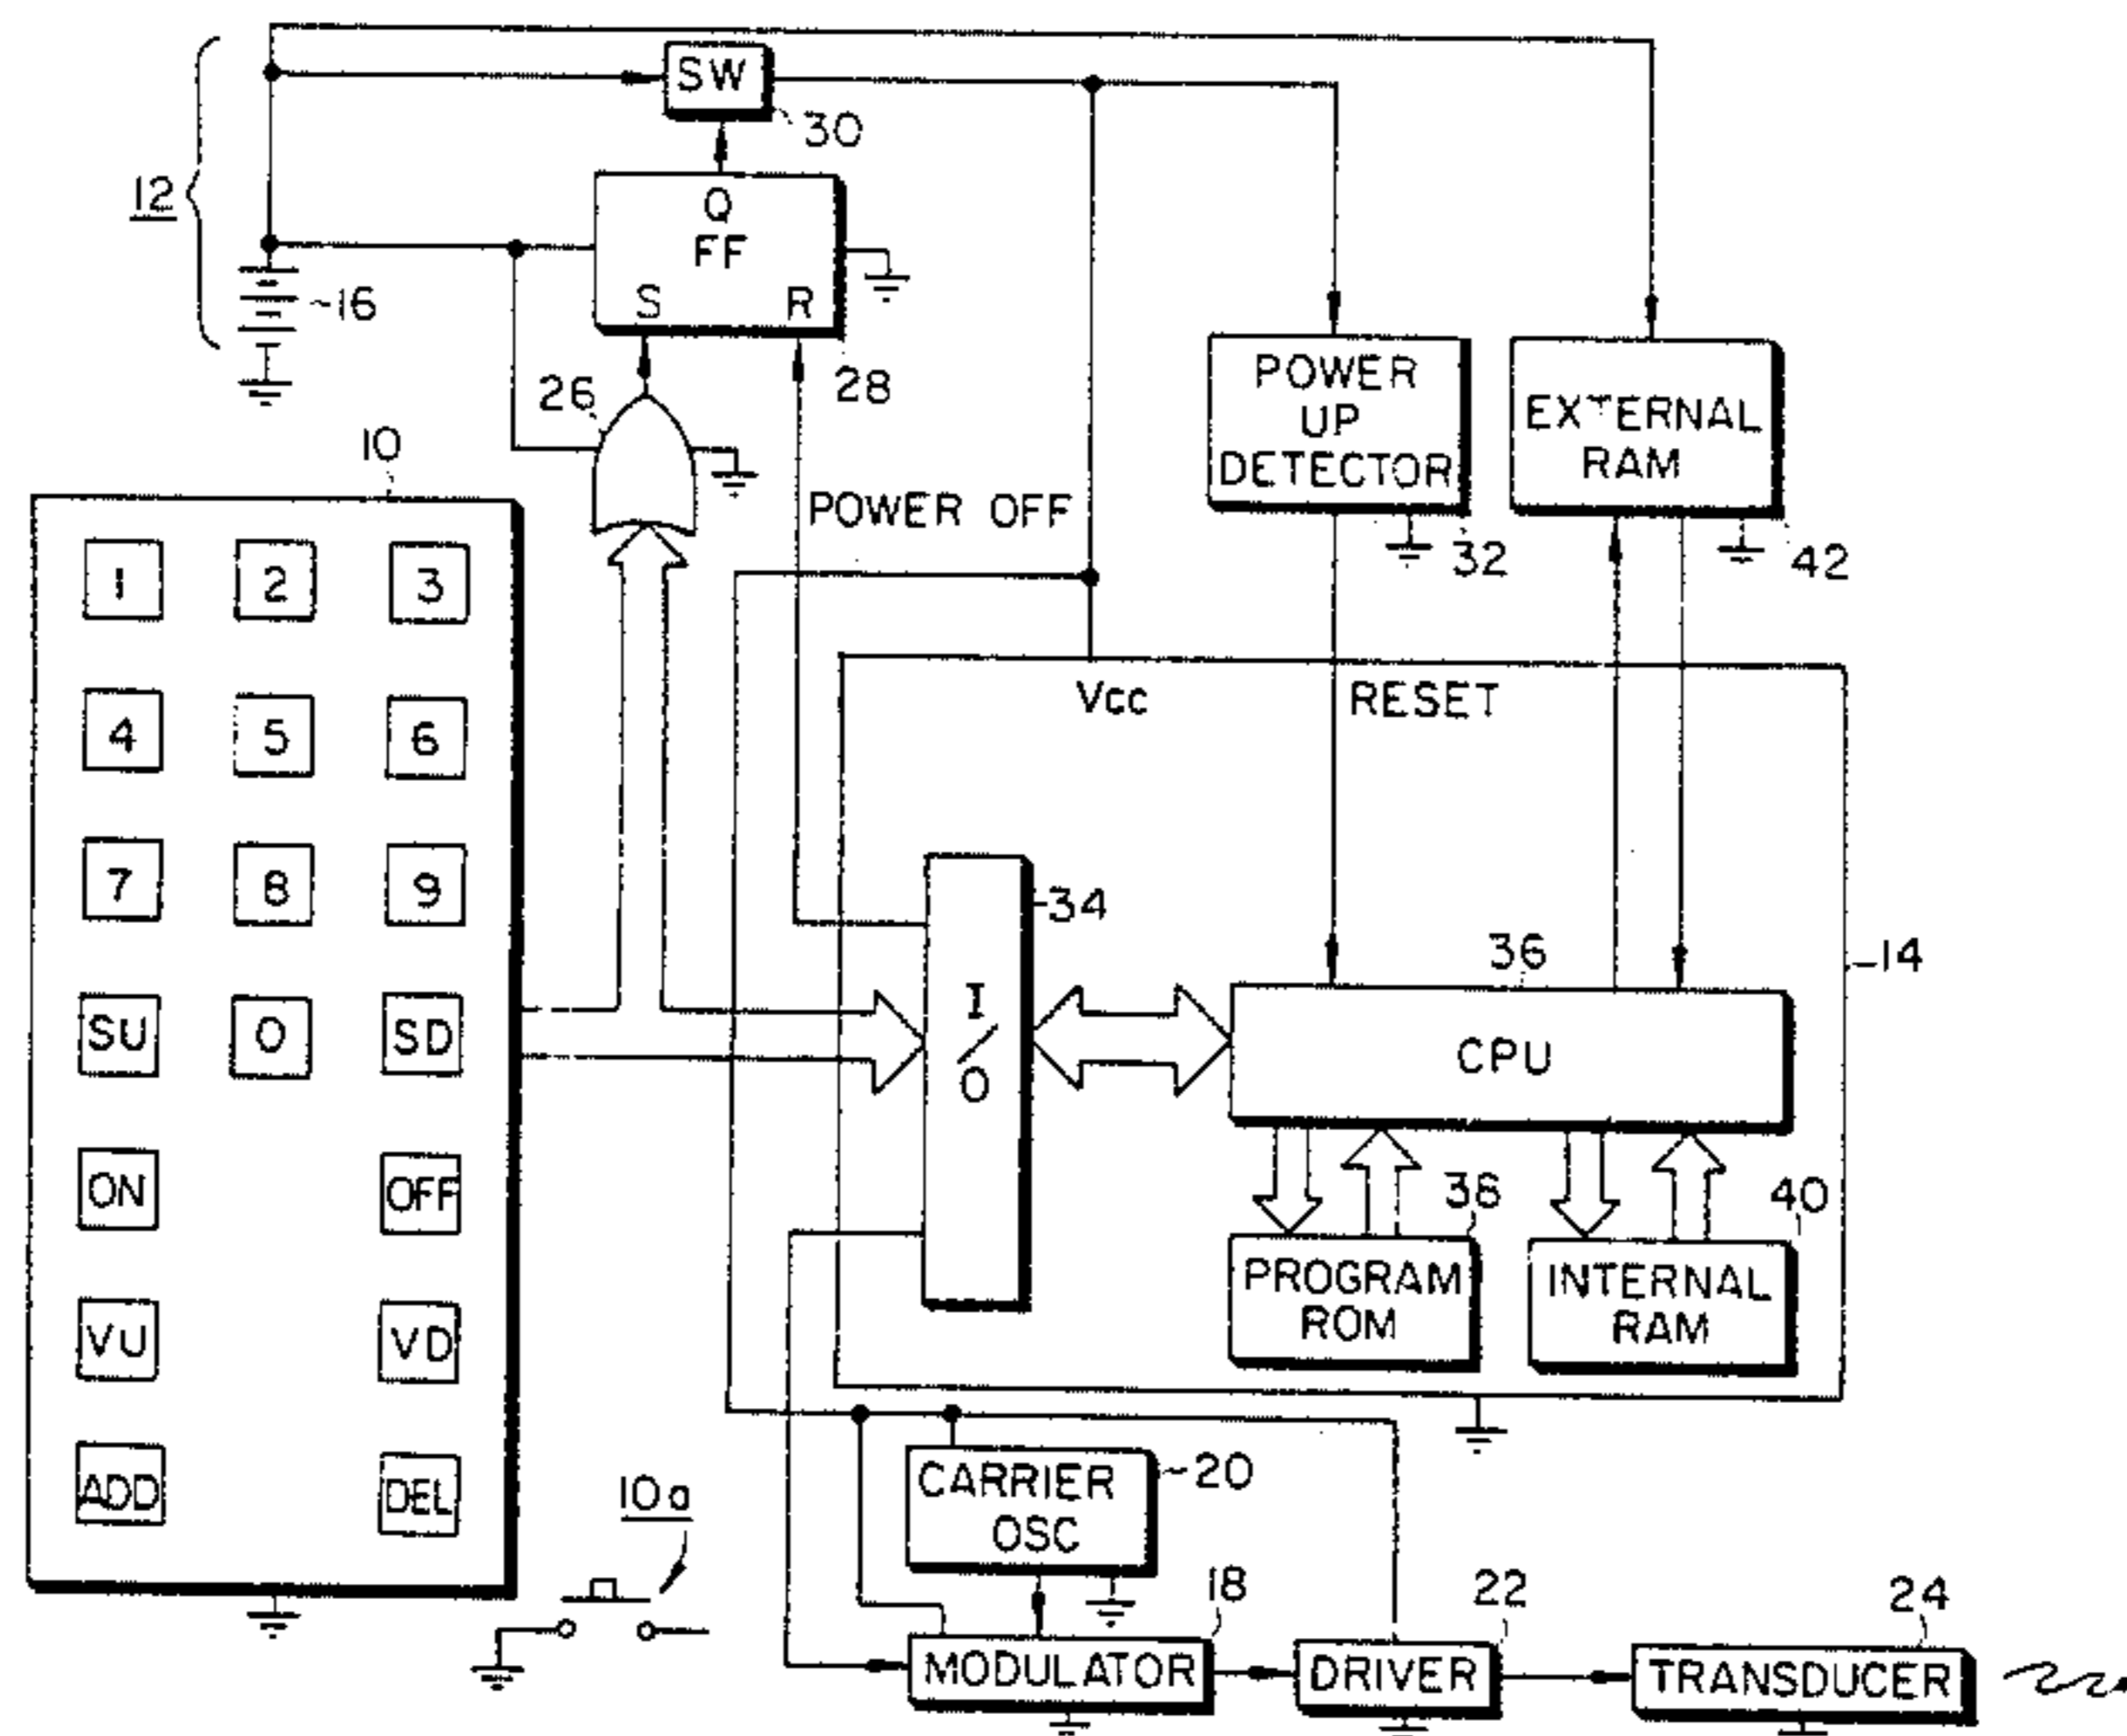 SW
30
12
Q
FF
S
R
16
28
26
POWER
UP
DETECTOR
32
EXTERNAL
RAM
42
10
POWER OFF
1 2 3
4 5 6
7 8 9
SU 0 SD
ON OFF
VU VD
ADD DEL
10a
Vcc
RESET
14
34
I
/
O
36
CPU
38
PROGRAM
ROM
40
INTERNAL
RAM
CARRIER
OSC
20
18
MODULATOR
22
DRIVER
24
TRANSDUCER